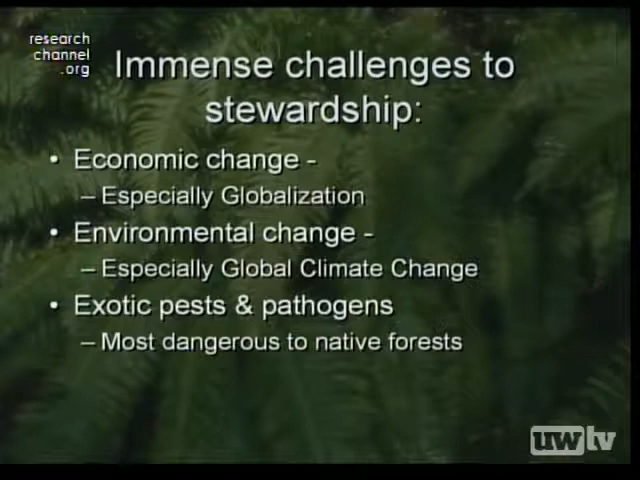 research
channel
.org
Immense challenges to
stewardship:
• Economic change -
– Especially Globalization
• Environmental change -
– Especially Global Climate Change
• Exotic pests & pathogens
– Most dangerous to native forests
uwtv